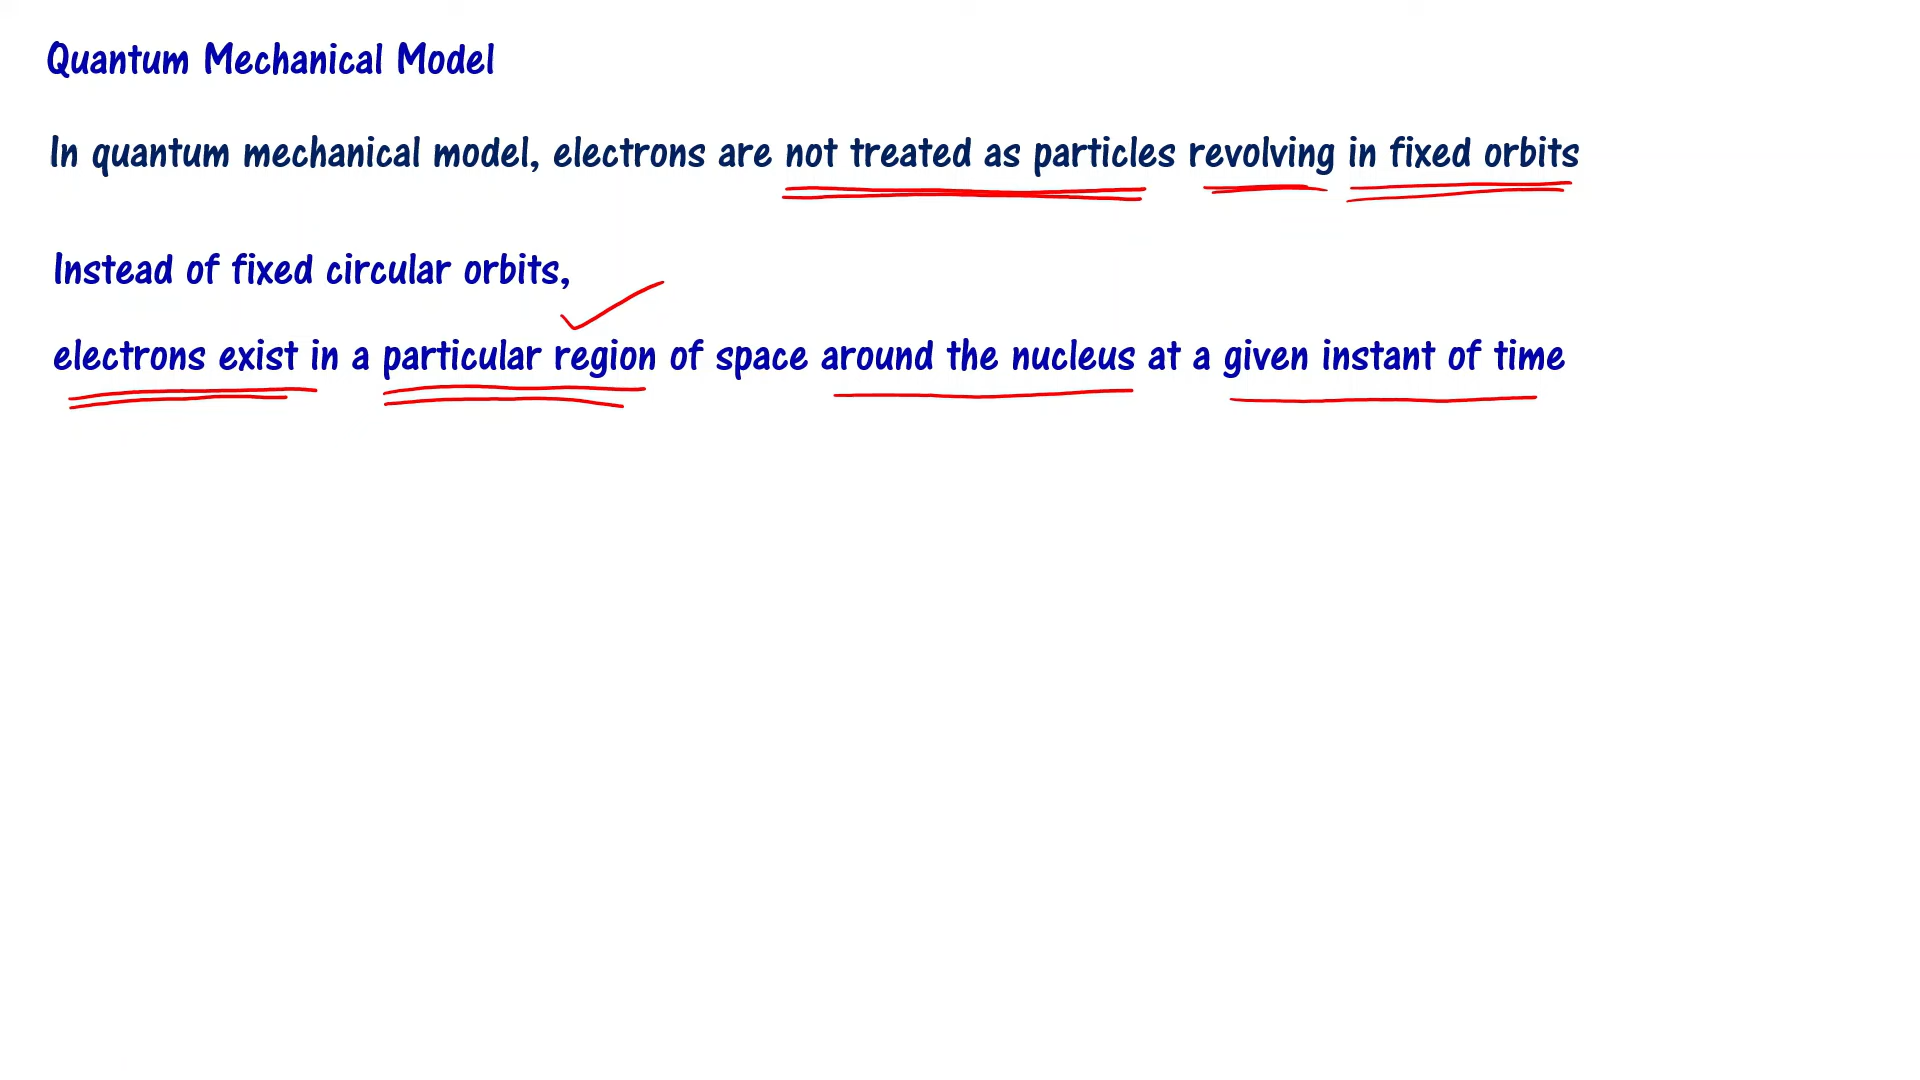 Quantum Mechanical Model
In quantum mechanical model, electrons are not treated as particles revolving in fixed orbits
Instead of fixed circular orbits,
electrons exist in a particular region of space around the nucleus at a given instant of time